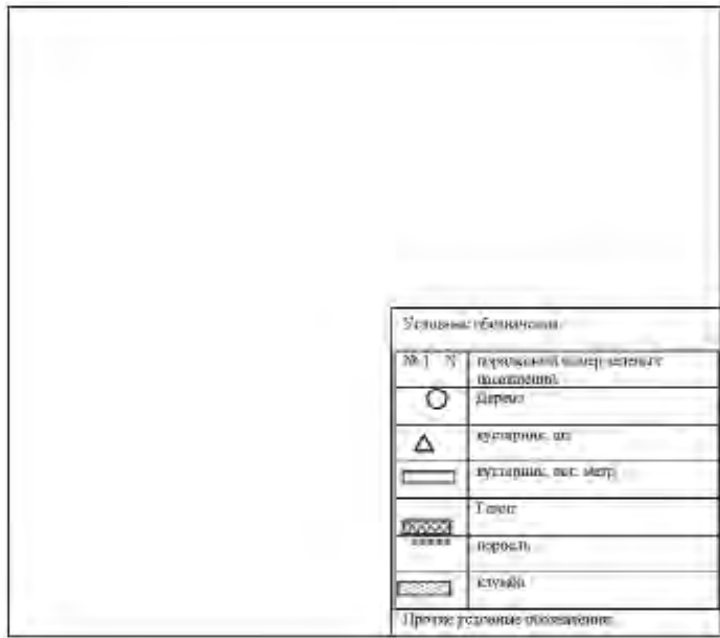 Условные обозначения
№ 1 N
порядковый номер зеленых
насаждений
Дерево
кустарник, шт
кустарник, пог. метр
Газон
поросль
клумба
Прочие условные обозначения